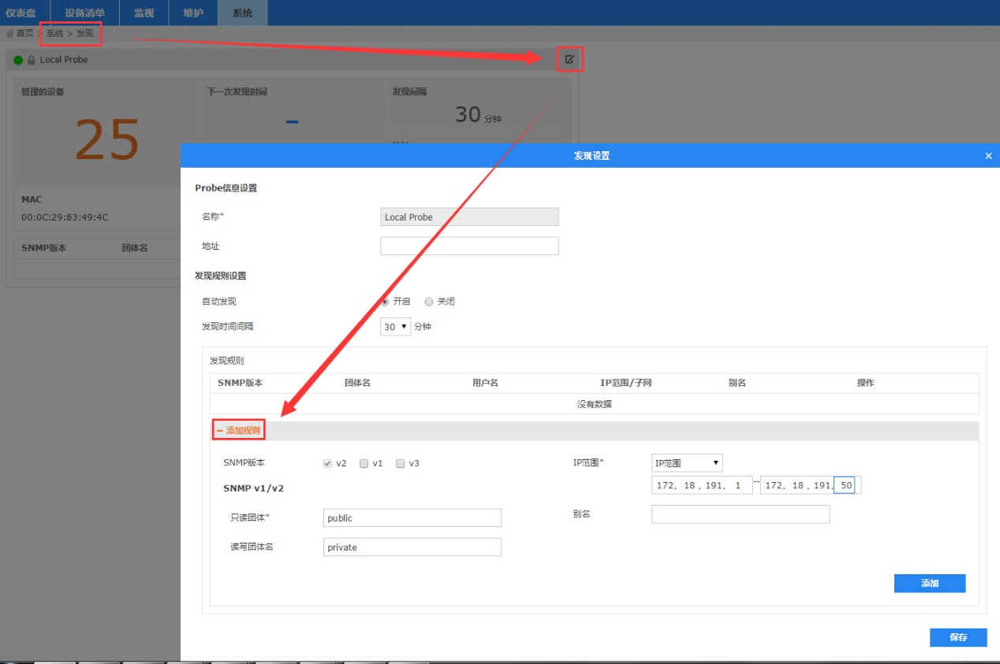 仪表盘 设备清单 监视 维护 系统
首页 > 系统 > 发现
Local Probe
管理的设备 下一次发现时间 发现间隔
25 – 30 分钟
发现设置 ×
MAC
00:0C:29:83:49:4C
SNMP版本 团体名
Probe信息设置
名称* Local Probe
地址
发现规则设置
自动发现 开启 关闭
发现时间间隔 30 分钟
发现规则
SNMP版本 团体名 用户名 IP范围/子网 别名 操作
没有数据
– 添加规则
SNMP版本 v2 v1 v3 IP范围* IP范围
172. 18 . 191. 1 -- 172. 18 . 191. 50
SNMP v1/v2
只读团体* public 别名
读写团体名 private
添加
保存